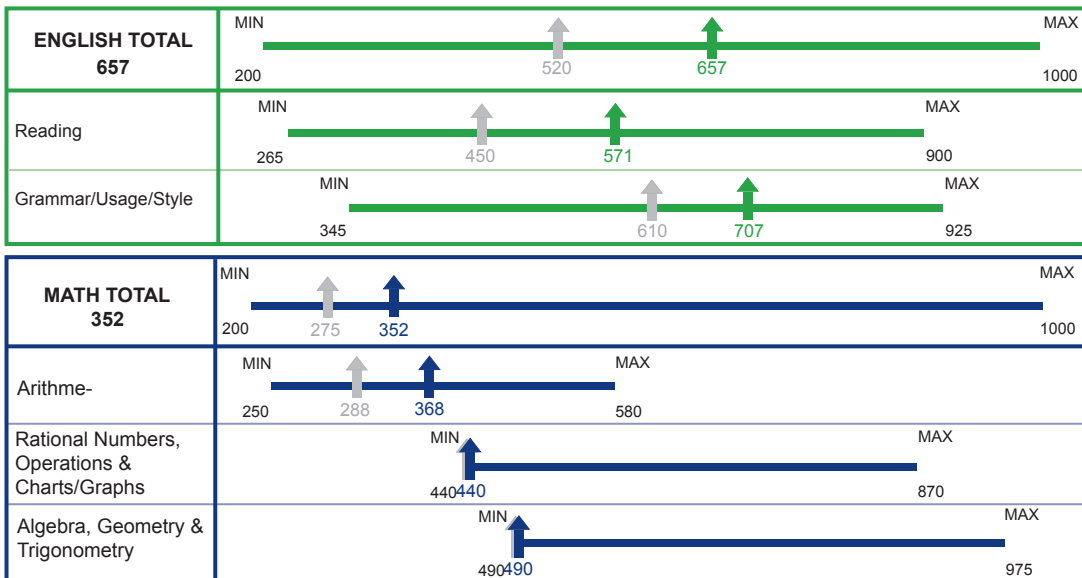 MIN MAX
ENGLISH TOTAL
657
520 657
200 1000
MIN MAX
Reading
450 571
265 900
MIN MAX
Grammar/Usage/Style
345 610 707 925
MIN MAX
MATH TOTAL
352
200 275 352 1000
MIN MAX
Arithme-
250 288 368 580
MIN MAX
Rational Numbers,
Operations &
Charts/Graphs
440 440 870
MIN MAX
Algebra, Geometry &
Trigonometry
490 490 975